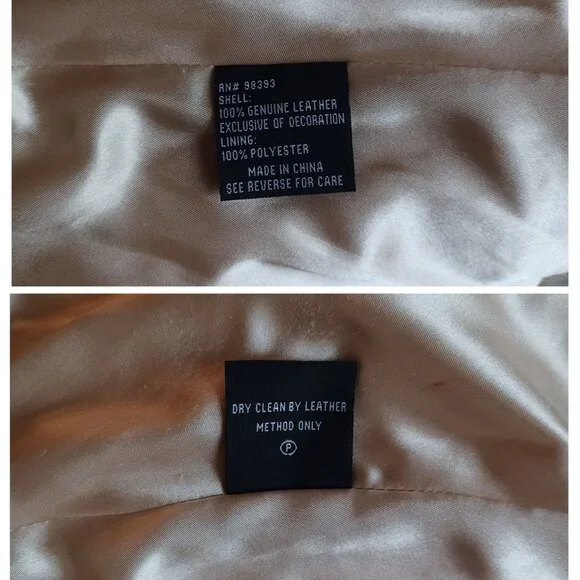 RN# 98393
SHELL:
100% GENUINE LEATHER
EXCLUSIVE OF DECORATION
LINING:
100% POLYESTER
MADE IN CHINA
SEE REVERSE FOR CARE
DRY CLEAN BY LEATHER
METHOD ONLY
P